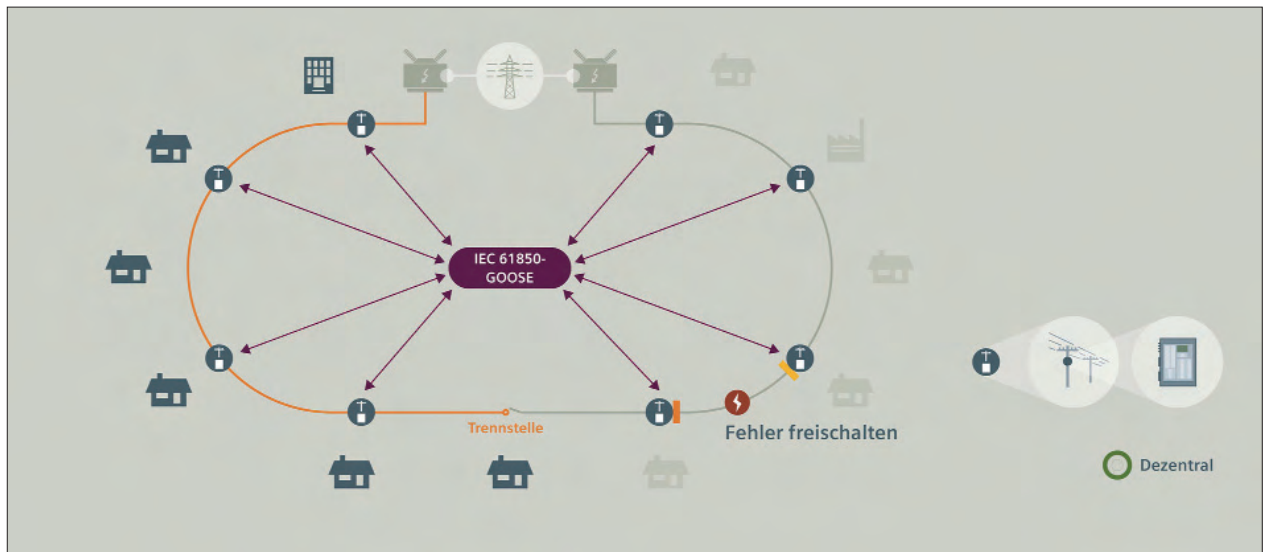 IEC 61850-
GOOSE
Trennstelle
Fehler freischalten
Dezentral